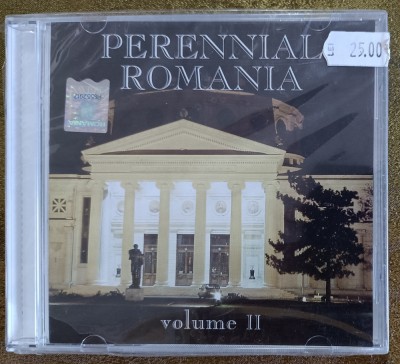 PERENNIAL
ROMANIA
25.00
volume II